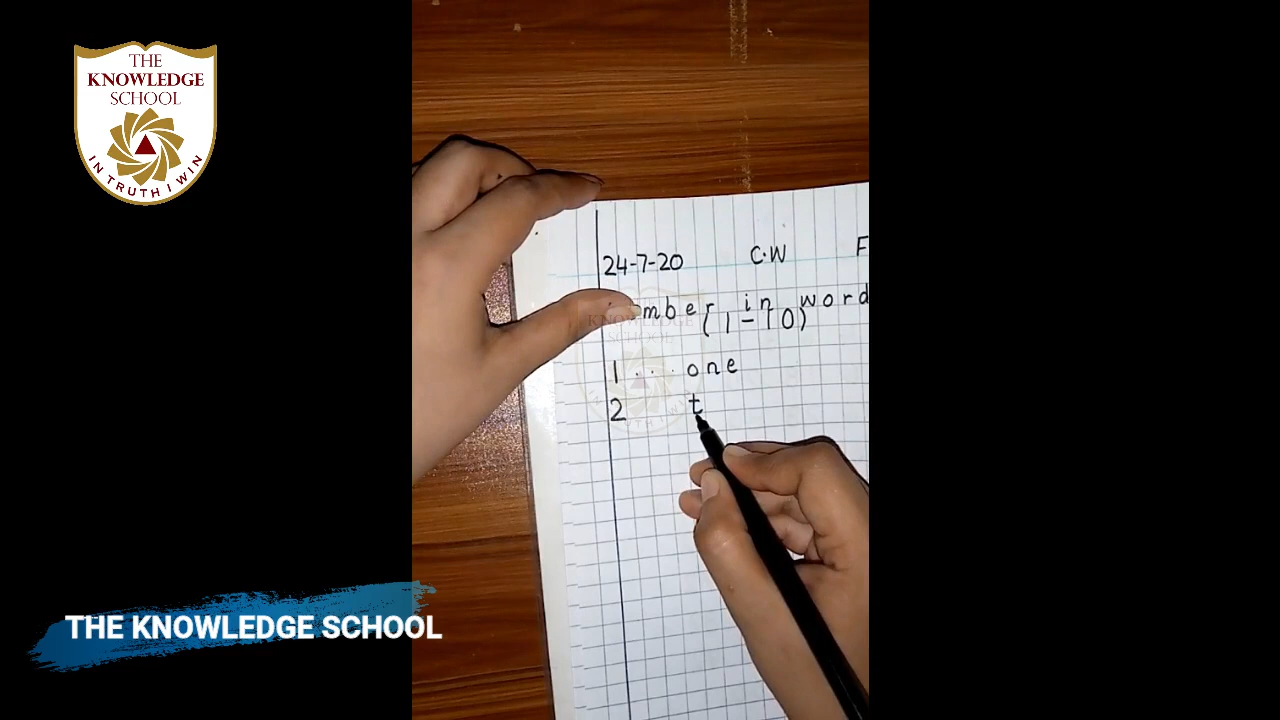 THE
KNOWLEDGE
SCHOOL
IN TRUTH I WIN
24-7-20 C.W F
mber in word
(1-10)
1 ... one
2 t
THE KNOWLEDGE SCHOOL